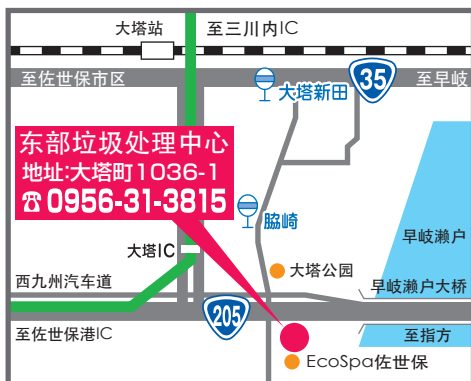 大塔站
至三川内IC
至佐世保市区
35
至早岐
大塔新田
东部垃圾处理中心
地址:大塔町1036-1
☎ 0956-31-3815
脇崎
早岐濑户
大塔IC
大塔公园
西九州汽车道
早岐濑户大桥
205
至佐世保港IC
至指方
EcoSpa佐世保